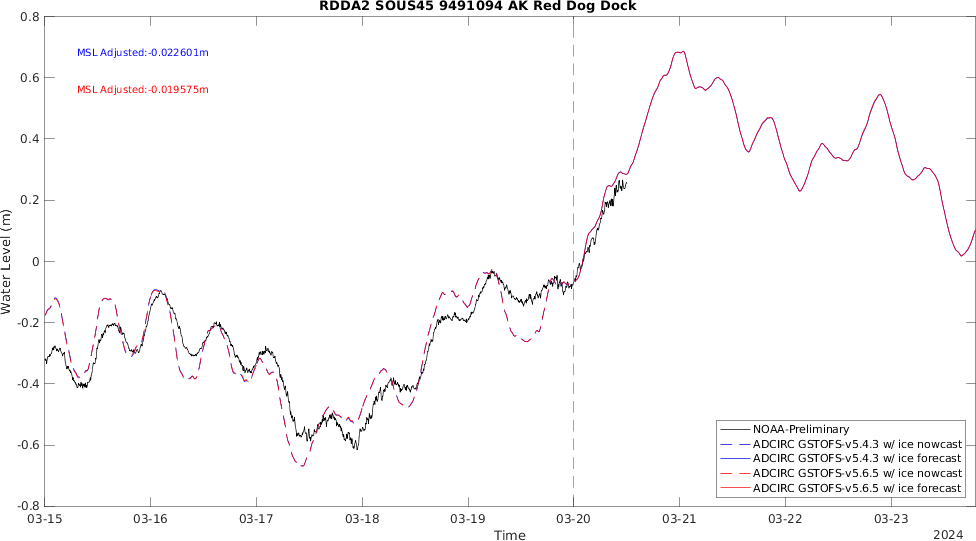 RDDA2 SOUS45 9491094 AK Red Dog Dock
0.8
MSL Adjusted:-0.022601m
0.6
MSL Adjusted:-0.019575m
0.4
0.2
0
-0.2
-0.4
-0.6
-0.8
Water Level (m)
NOAA-Preliminary
ADCIRC GSTOFS-v5.4.3 w/ ice nowcast
ADCIRC GSTOFS-v5.4.3 w/ ice forecast
ADCIRC GSTOFS-v5.6.5 w/ ice nowcast
ADCIRC GSTOFS-v5.6.5 w/ ice forecast
03-15 03-16 03-17 03-18 03-19 03-20 03-21 03-22 03-23
Time
2024